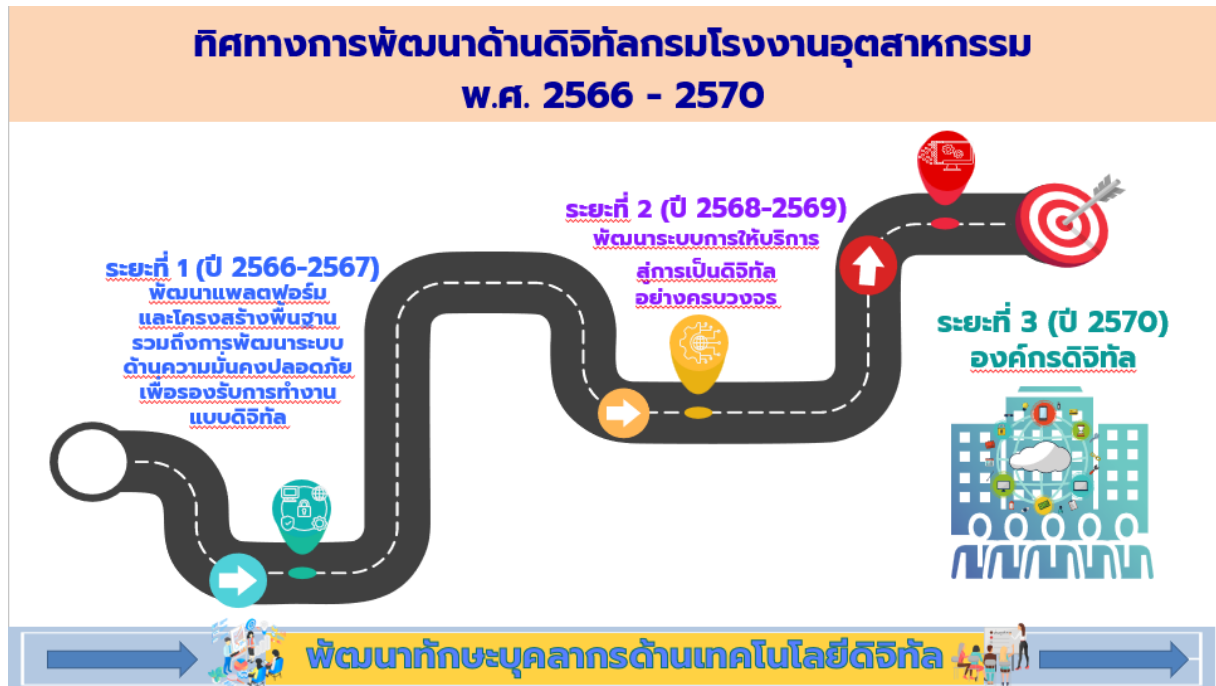 ทิศทางการพัฒนาด้านดิจิทัลกรมโรงงานอุตสาหกรรม
พ.ศ. 2566 - 2570
ระยะที่ 1 (ปี 2566-2567)
พัฒนาแพลตฟอร์ม
และโครงสร้างพื้นฐาน
รวมถึงการพัฒนาระบบ
ด้านความมั่นคงปลอดภัย
เพื่อรองรับการทำงาน
แบบดิจิทัล
ระยะที่ 2 (ปี 2568-2569)
พัฒนาระบบการให้บริการ
สู่การเป็นดิจิทัล
อย่างครบวงจร
ระยะที่ 3 (ปี 2570)
องค์กรดิจิทัล
พัฒนาทักษะบุคลากรด้านเทคโนโลยีดิจิทัล